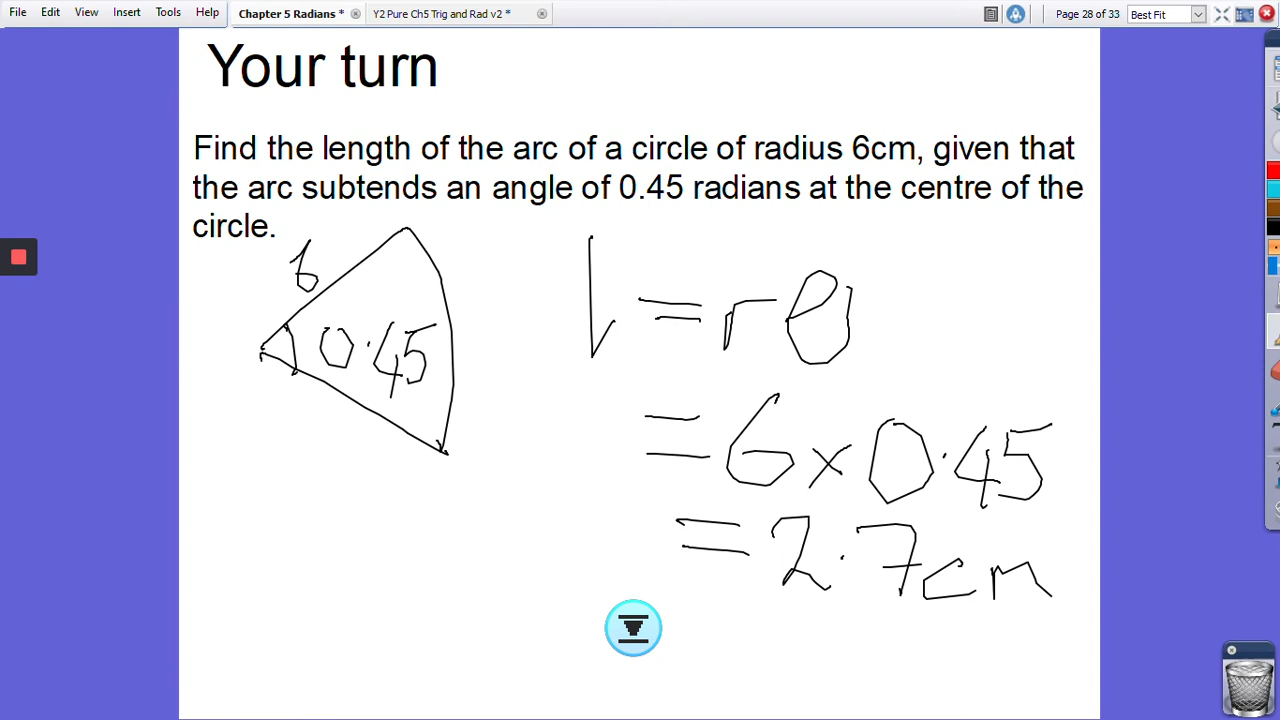 File Edit View Insert Tools Help Chapter 5 Radians * Y2 Pure Ch5 Trig and Rad v2 * Page 28 of 33 Best Fit
Your turn
Find the length of the arc of a circle of radius 6cm, given that
the arc subtends an angle of 0.45 radians at the centre of the
circle.
6
0.45
l = rθ
= 6 × 0.45
= 2.7cm